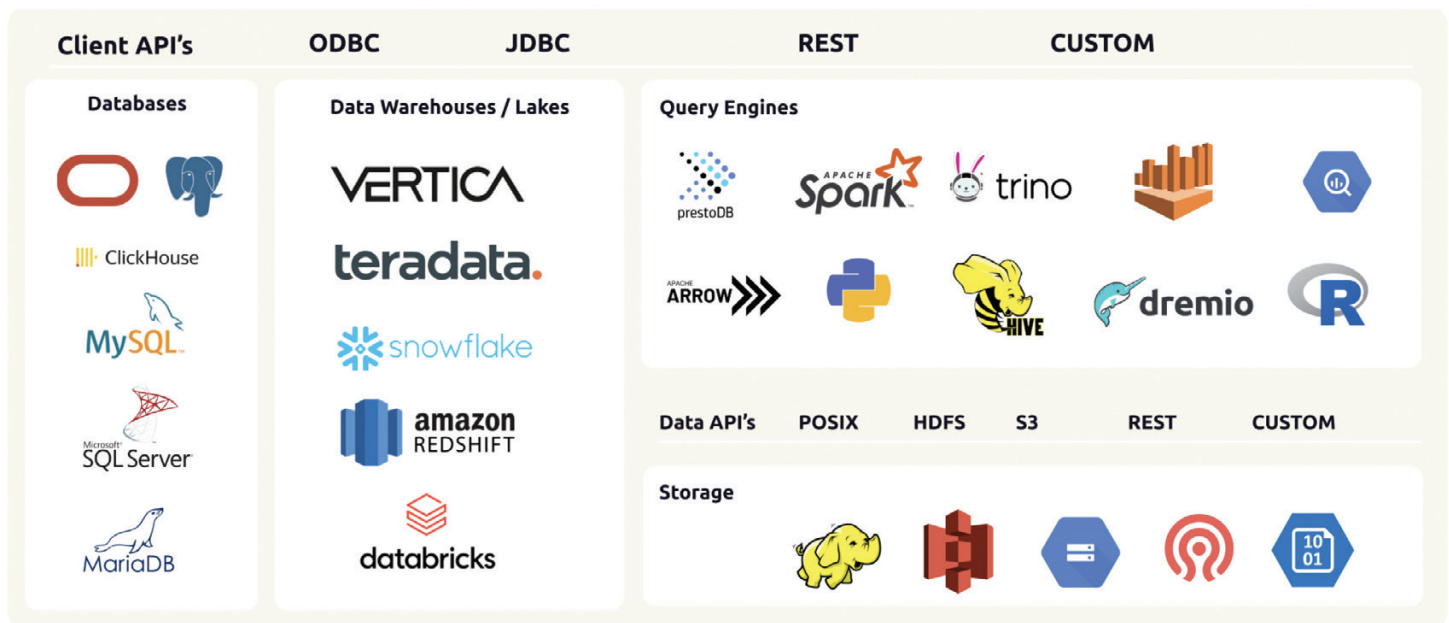 Client API's ODBC JDBC REST CUSTOM
Databases
ClickHouse
MySQL
Microsoft
SQL Server
MariaDB
Data Warehouses / Lakes
VERTICA
teradata.
snowflake
amazon
REDSHIFT
databricks
Query Engines
prestoDB
APACHE
Spark
trino
APACHE
ARROW
HIVE
dremio
R
Data API's POSIX HDFS S3 REST CUSTOM
Storage
10
01